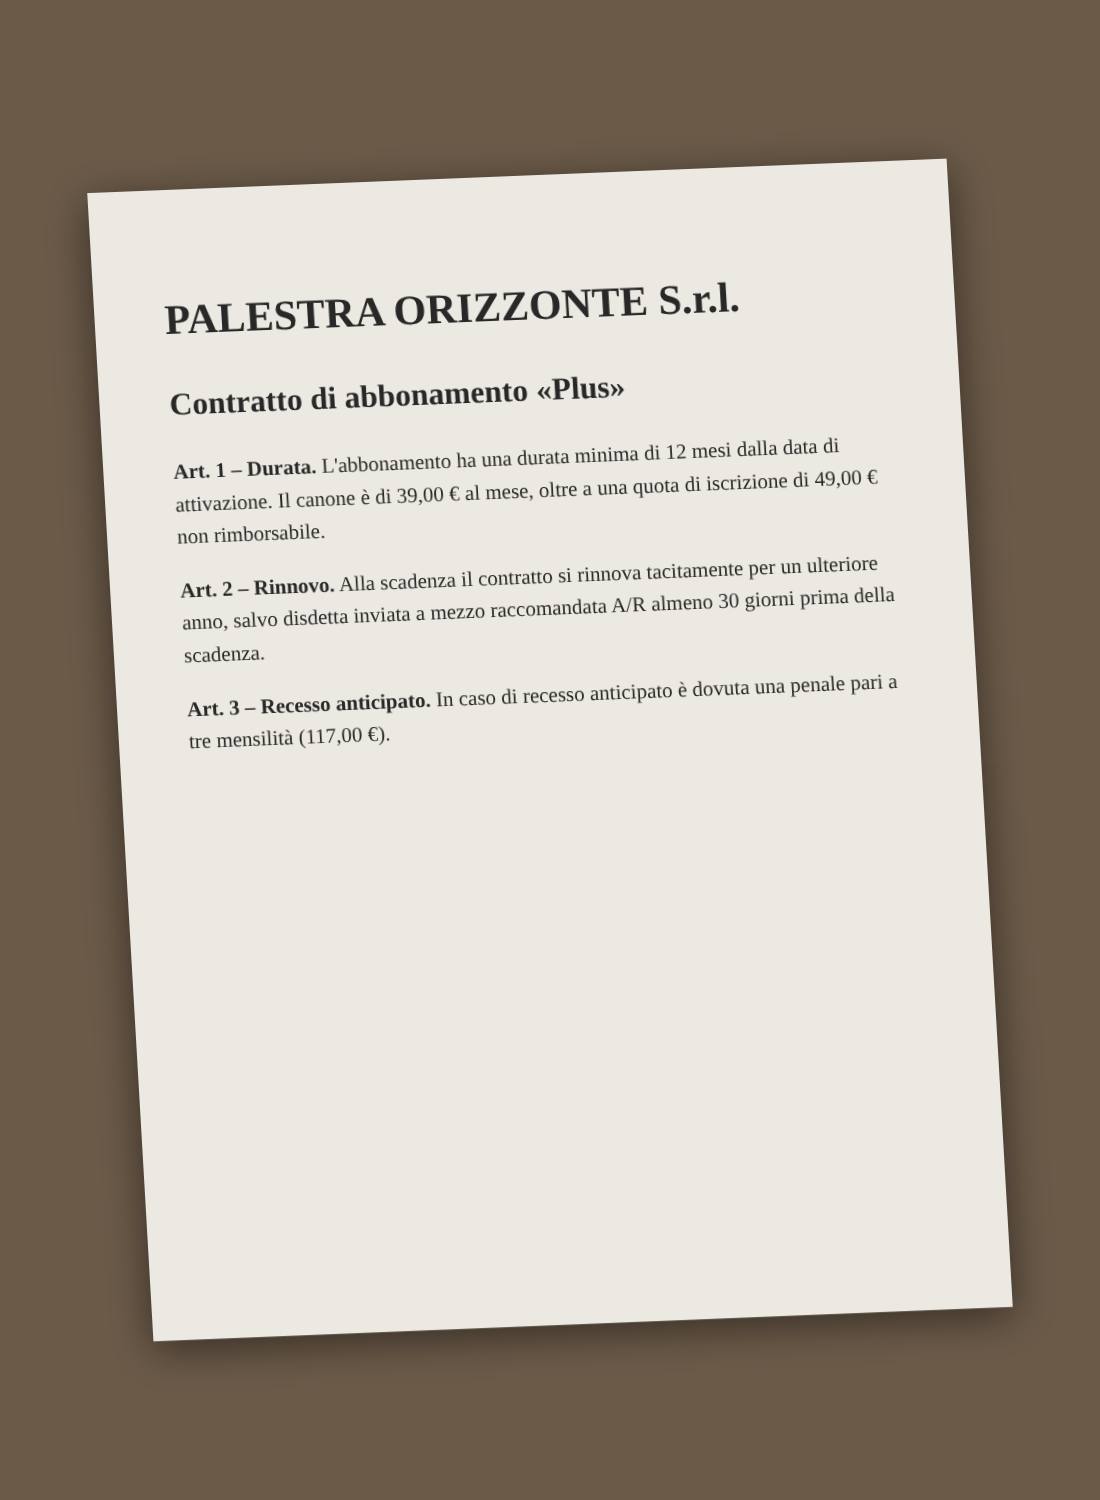 PALESTRA ORIZZONTE S.r.l.
Contratto di abbonamento «Plus»
Art. 1 – Durata. L'abbonamento ha una durata minima di 12 mesi dalla data di
attivazione. Il canone è di 39,00 € al mese, oltre a una quota di iscrizione di 49,00 €
non rimborsabile.
Art. 2 – Rinnovo. Alla scadenza il contratto si rinnova tacitamente per un ulteriore
anno, salvo disdetta inviata a mezzo raccomandata A/R almeno 30 giorni prima della
scadenza.
Art. 3 – Recesso anticipato. In caso di recesso anticipato è dovuta una penale pari a
tre mensilità (117,00 €).